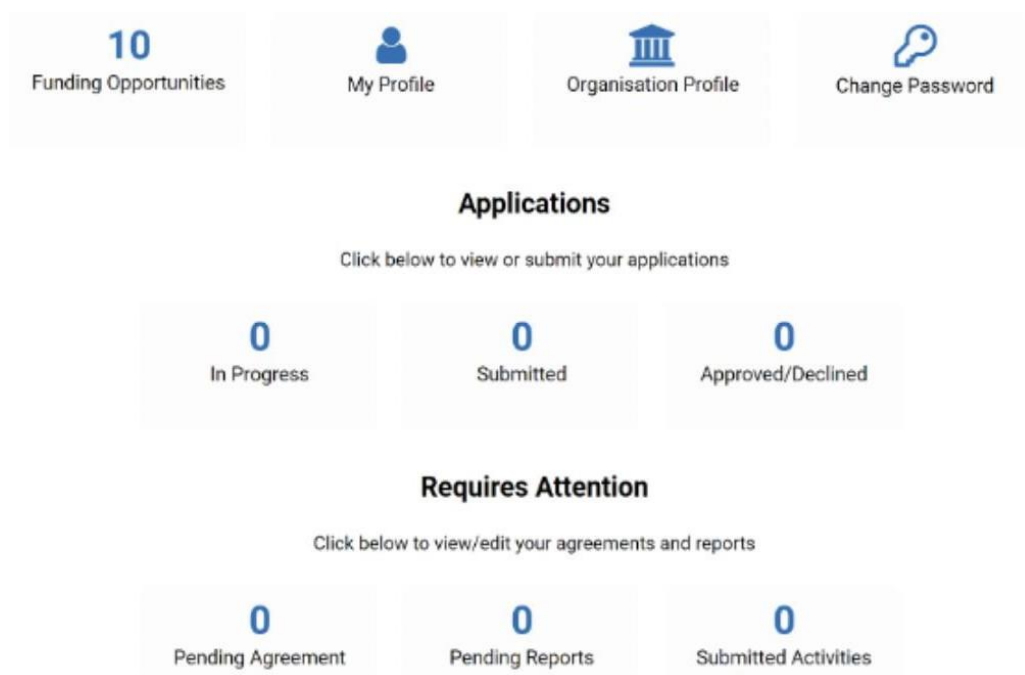 10
Funding Opportunities
My Profile
Organisation Profile
Change Password
Applications
Click below to view or submit your applications
0
In Progress
0
Submitted
0
Approved/Declined
Requires Attention
Click below to view/edit your agreements and reports
0
Pending Agreement
0
Pending Reports
0
Submitted Activities